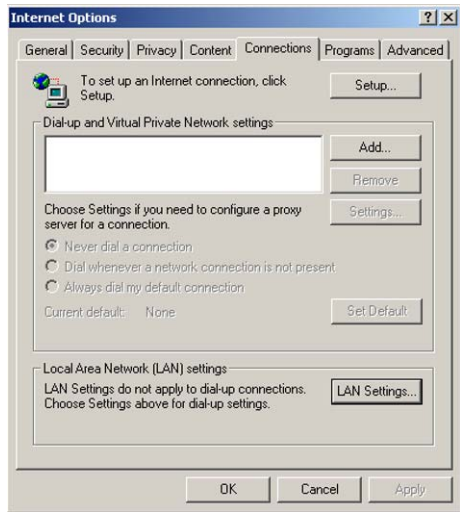 Internet Options
? X
General Security Privacy Content Connections Programs Advanced
To set up an Internet connection, click
Setup.
Setup...
Dial-up and Virtual Private Network settings
Add...
Remove
Choose Settings if you need to configure a proxy
server for a connection.
Settings...
Never dial a connection
Dial whenever a network connection is not present
Always dial my default connection
Current default: None
Set Default
Local Area Network (LAN) settings
LAN Settings do not apply to dial-up connections.
Choose Settings above for dial-up settings.
LAN Settings...
OK Cancel Apply